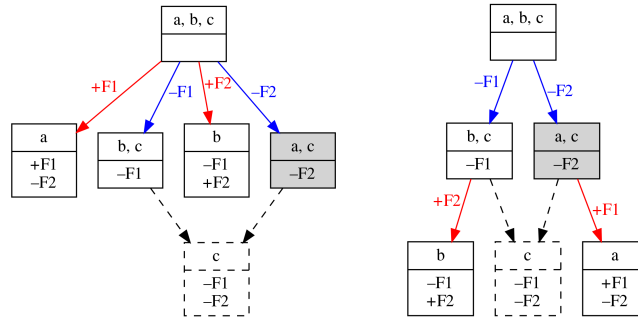 a, b, c
+F1
–F1
+F2
–F2
a
+F1
–F2
b, c
–F1
b
–F1
+F2
a, c
–F2
c
–F1
–F2
a, b, c
–F1
–F2
b, c
–F1
a, c
–F2
+F2
+F1
b
–F1
+F2
c
–F1
–F2
a
+F1
–F2